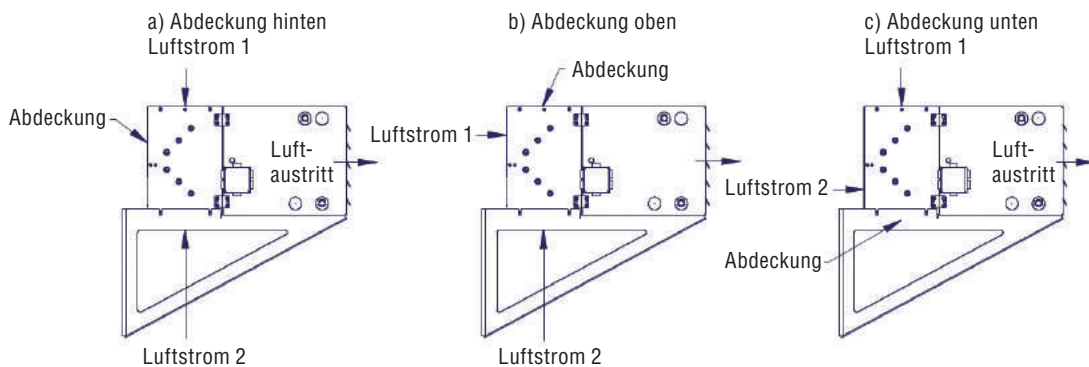 a) Abdeckung hinten
Luftstrom 1
Abdeckung
Luft-
austritt
Luftstrom 2
b) Abdeckung oben
Abdeckung
Luftstrom 1
Luftstrom 2
c) Abdeckung unten
Luftstrom 1
Luft-
austritt
Luftstrom 2
Abdeckung